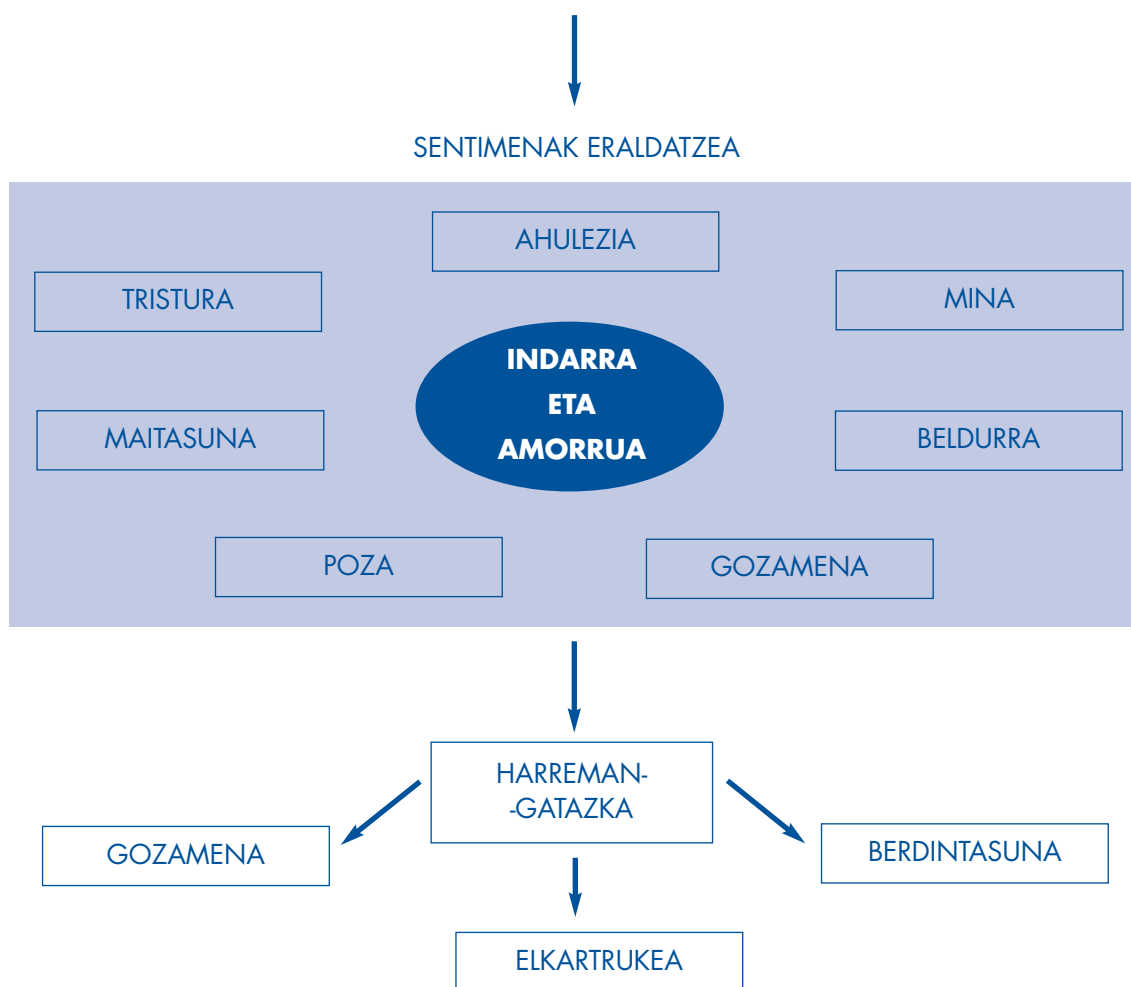 SENTIMENAK ERALDATZEA
AHULEZIA
TRISTURA
MINA
INDARRA
ETA
AMORRUA
MAITASUNA
BELDURRA
POZA
GOZAMENA
HARREMAN-
-GATAZKA
GOZAMENA
BERDINTASUNA
ELKARTRUKEA